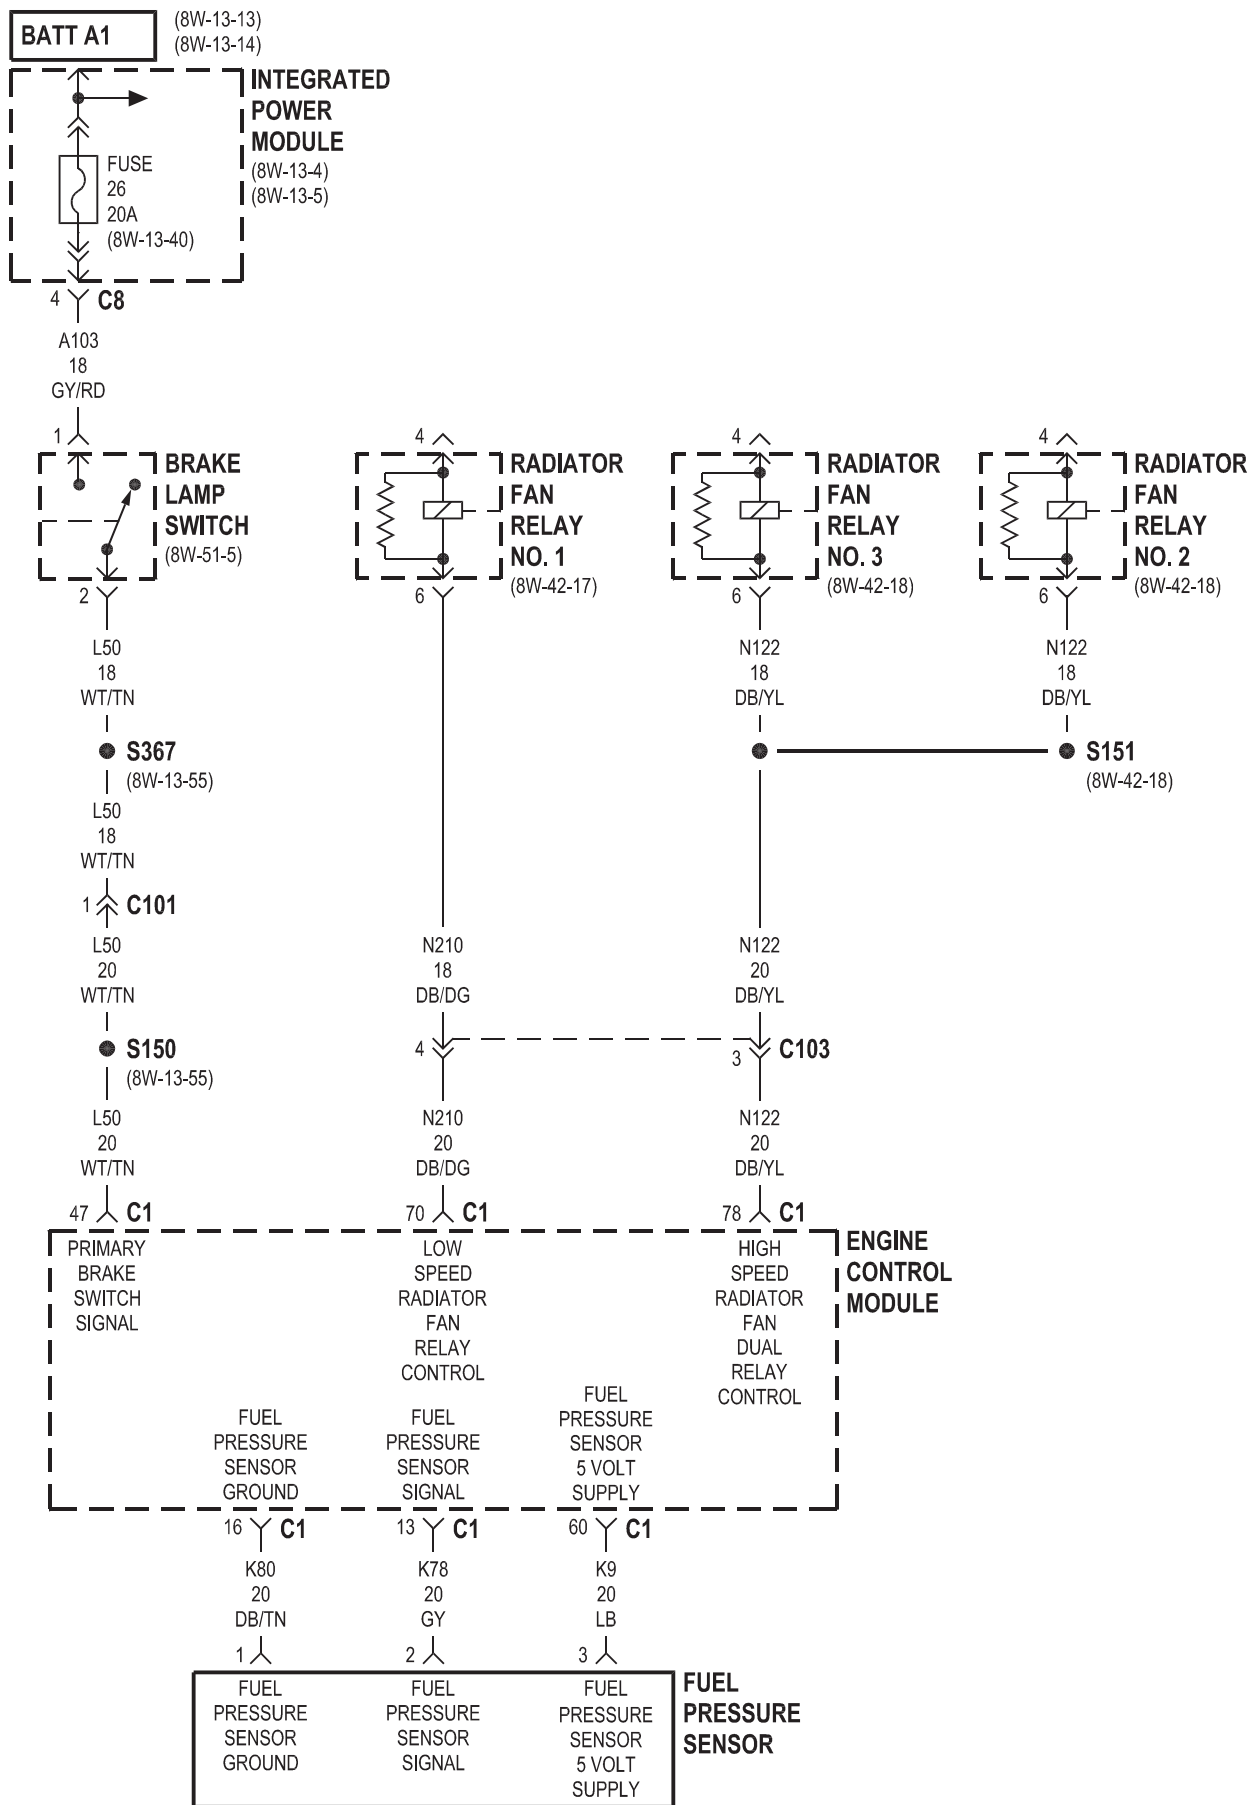 BATT A1
(8W-13-13)
(8W-13-14)
INTEGRATED
POWER
MODULE
(8W-13-4)
(8W-13-5)
FUSE
26
20A
(8W-13-40)
4 C8
A103
18
GY/RD
1
BRAKE
LAMP
SWITCH
(8W-51-5)
2
4
RADIATOR
FAN
RELAY
NO. 1
(8W-42-17)
6
4
RADIATOR
FAN
RELAY
NO. 3
(8W-42-18)
6
4
RADIATOR
FAN
RELAY
NO. 2
(8W-42-18)
6
L50
18
WT/TN
N122
18
DB/YL
N122
18
DB/YL
S367
(8W-13-55)
S151
(8W-42-18)
L50
18
WT/TN
1 C101
L50
20
WT/TN
N210
18
DB/DG
N122
20
DB/YL
S150
(8W-13-55)
4
3 C103
L50
20
WT/TN
N210
20
DB/DG
N122
20
DB/YL
47 C1
70 C1
78 C1
ENGINE
CONTROL
MODULE
PRIMARY
BRAKE
SWITCH
SIGNAL
LOW
SPEED
RADIATOR
FAN
RELAY
CONTROL
HIGH
SPEED
RADIATOR
FAN
DUAL
RELAY
CONTROL
FUEL
PRESSURE
SENSOR
GROUND
FUEL
PRESSURE
SENSOR
SIGNAL
FUEL
PRESSURE
SENSOR
5 VOLT
SUPPLY
16 C1
13 C1
60 C1
K80
20
DB/TN
K78
20
GY
K9
20
LB
1
2
3
FUEL
PRESSURE
SENSOR
GROUND
FUEL
PRESSURE
SENSOR
SIGNAL
FUEL
PRESSURE
SENSOR
5 VOLT
SUPPLY
FUEL
PRESSURE
SENSOR